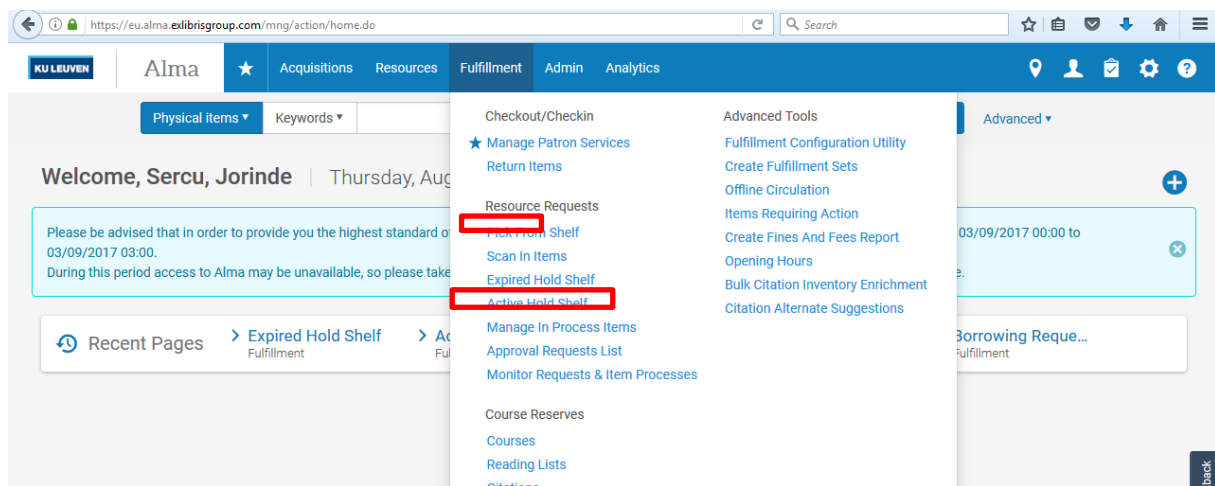 https://eu.alma.exlibrisgroup.com/mng/action/home.do Search
KU LEUVEN Alma Acquisitions Resources Fulfillment Admin Analytics
Physical items Keywords Advanced
Welcome, Sercu, Jorinde Thursday, Aug
Please be advised that in order to provide you the highest standard o
03/09/2017 00:00 to
03/09/2017 03:00.
During this period access to Alma may be unavailable, so please take
e.
Recent Pages
Expired Hold Shelf
Fulfillment
Ac
Ful
Borrowing Reque...
Fulfillment
Checkout/Checkin
Manage Patron Services
Return Items
Resource Requests
Pick From Shelf
Scan In Items
Expired Hold Shelf
Active Hold Shelf
Manage In Process Items
Approval Requests List
Monitor Requests & Item Processes
Course Reserves
Courses
Reading Lists
Citations
Advanced Tools
Fulfillment Configuration Utility
Create Fulfillment Sets
Offline Circulation
Items Requiring Action
Create Fines And Fees Report
Opening Hours
Bulk Citation Inventory Enrichment
Citation Alternate Suggestions
back